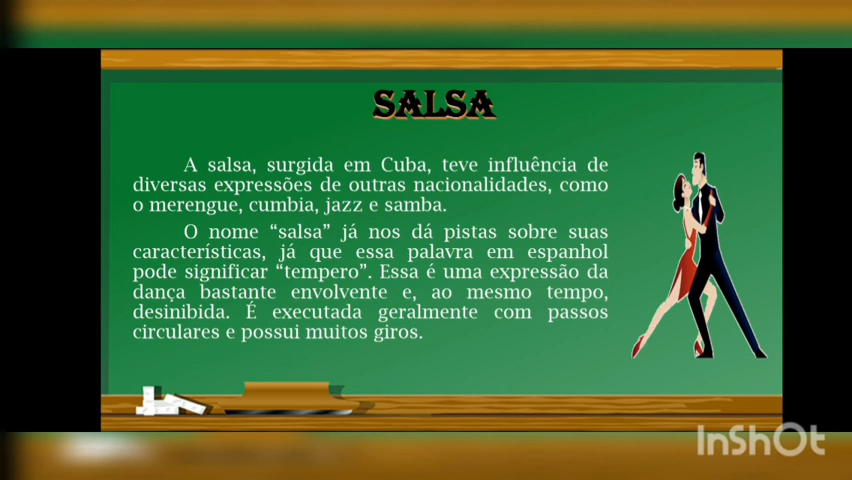 SALSA
A salsa, surgida em Cuba, teve influência de
diversas expressões de outras nacionalidades, como
o merengue, cumbia, jazz e samba.
O nome “salsa” já nos dá pistas sobre suas
características, já que essa palavra em espanhol
pode significar “tempero”. Essa é uma expressão da
dança bastante envolvente e, ao mesmo tempo,
desinibida. É executada geralmente com passos
circulares e possui muitos giros.
InShOt